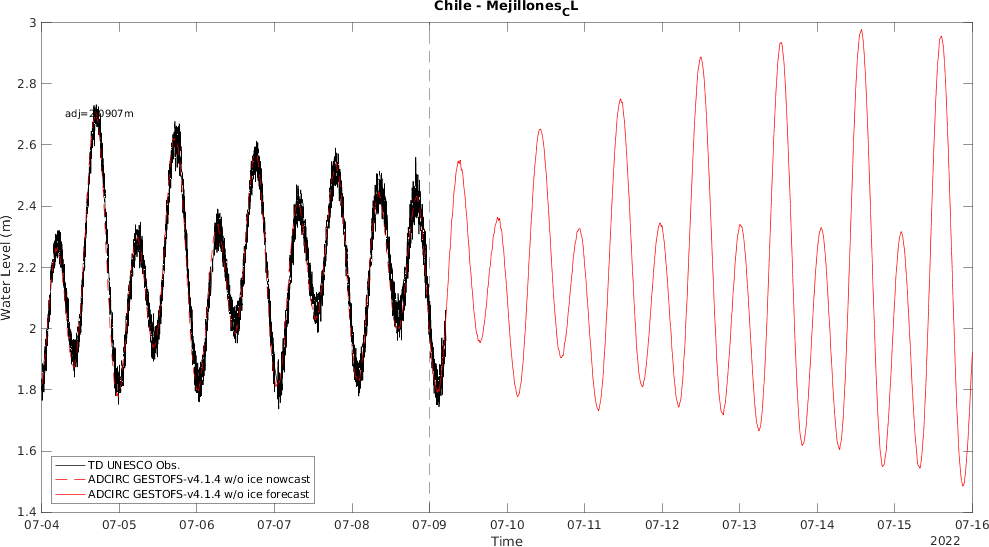 Chile - Mejillones_CL
3
2.8
adj=2.0907m
2.6
2.4
2.2
2
1.8
1.6
1.4
Water Level (m)
TD UNESCO Obs.
ADCIRC GESTOFS-v4.1.4 w/o ice nowcast
ADCIRC GESTOFS-v4.1.4 w/o ice forecast
07-04 07-05 07-06 07-07 07-08 07-09 07-10 07-11 07-12 07-13 07-14 07-15 07-16
Time
2022